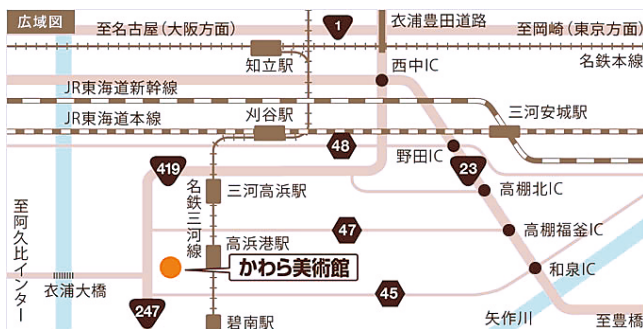 広域図
至名古屋(大阪方面)
1
衣浦豊田道路
至岡崎(東京方面)
知立駅
西中IC
名鉄本線
JR東海道新幹線
JR東海道本線
刈谷駅
三河安城駅
48
野田IC
419
23
三河高浜駅
高棚北IC
名鉄三河線
至阿久比インター
47
高棚福釜IC
高浜港駅
かわら美術館
和泉IC
衣浦大橋
45
247
矢作川
碧南駅
至豊橋